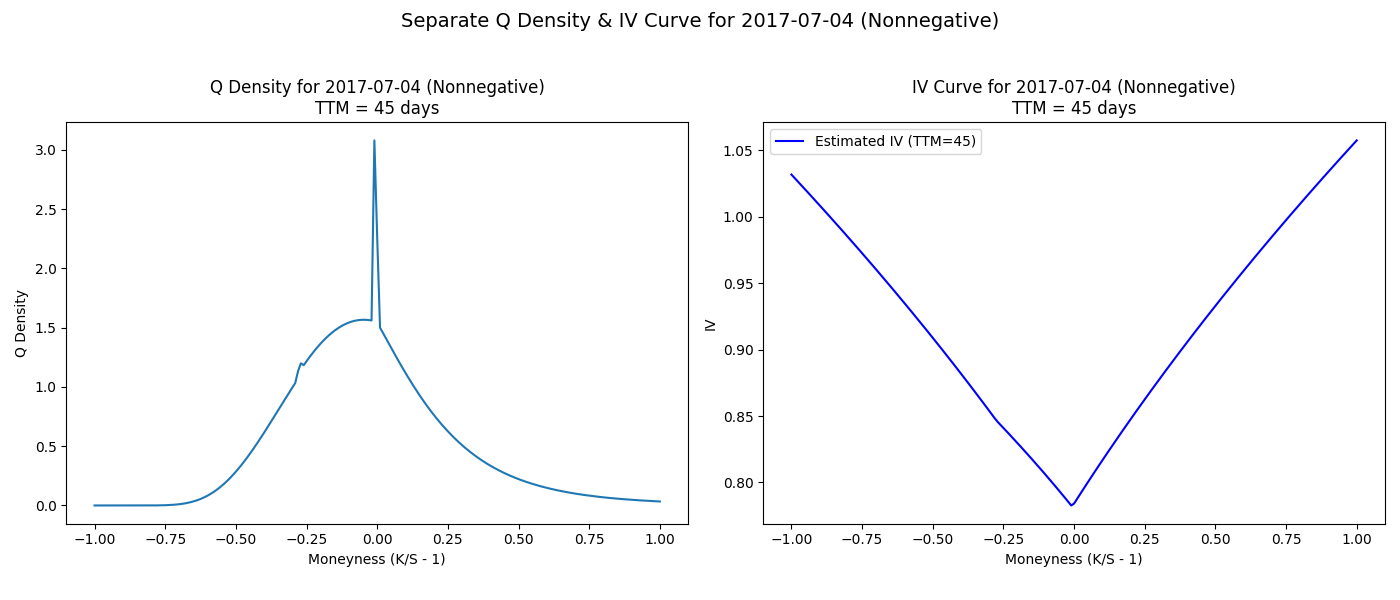 Separate Q Density & IV Curve for 2017-07-04 (Nonnegative)
Q Density for 2017-07-04 (Nonnegative)
TTM = 45 days
3.0
2.5
2.0
1.5
1.0
0.5
0.0
Q Density
−1.00 −0.75 −0.50 −0.25 0.00 0.25 0.50 0.75 1.00
Moneyness (K/S - 1)
IV Curve for 2017-07-04 (Nonnegative)
TTM = 45 days
Estimated IV (TTM=45)
1.05
1.00
0.95
0.90
0.85
0.80
IV
−1.00 −0.75 −0.50 −0.25 0.00 0.25 0.50 0.75 1.00
Moneyness (K/S - 1)